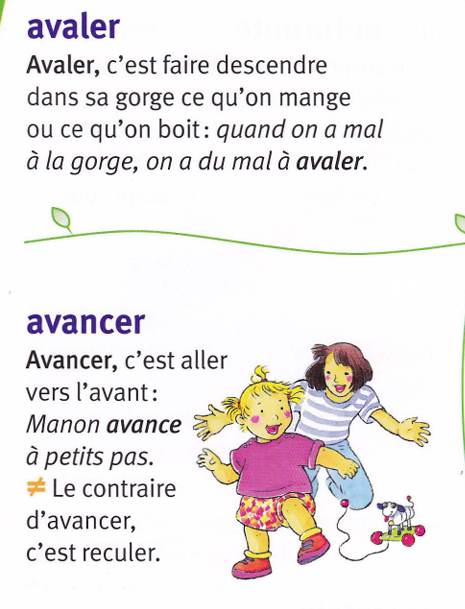 avaler
Avaler, c'est faire descendre
dans sa gorge ce qu'on mange
ou ce qu'on boit : quand on a mal
à la gorge, on a du mal à avaler.
avancer
Avancer, c'est aller
vers l'avant :
Manon avance
à petits pas.
≠ Le contraire
d'avancer,
c'est reculer.